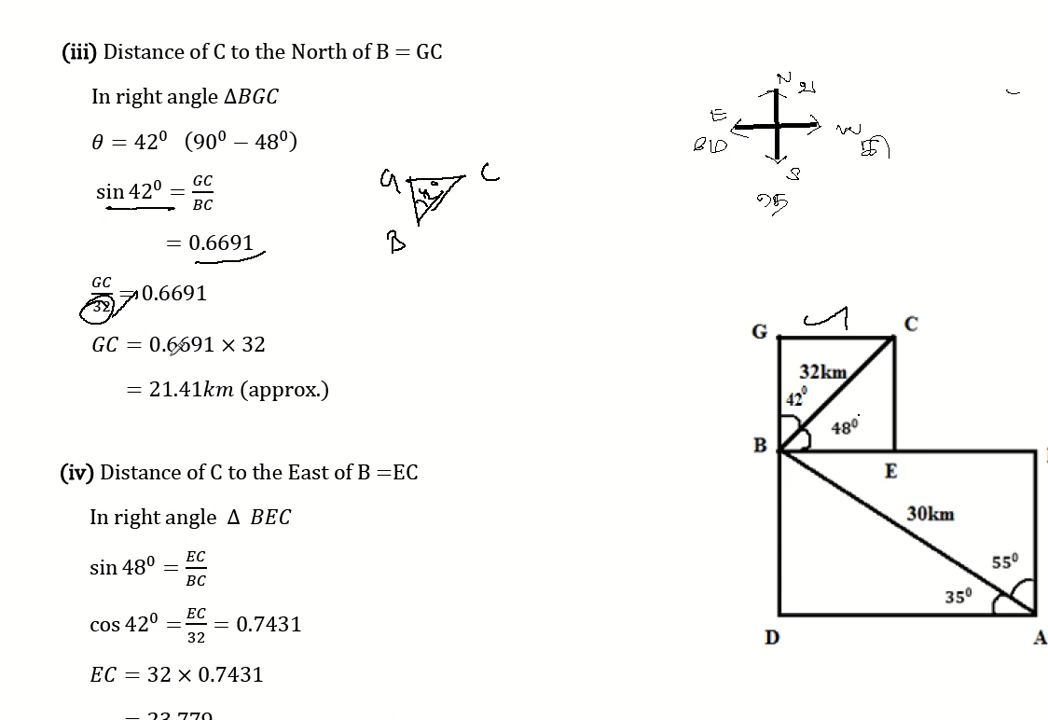 (iii) Distance of C to the North of B = GC
In right angle ΔBGC
θ = 42⁰ (90⁰ − 48⁰)
sin 42⁰ = GC/BC
= 0.6691
GC/32 = 0.6691
GC = 0.6691 × 32
= 21.41km (approx.)
(iv) Distance of C to the East of B =EC
In right angle Δ BEC
sin 48⁰ = EC/BC
cos 42⁰ = EC/32 = 0.7431
EC = 32 × 0.7431
= 23.779
G C
B
N
E W
S
G C
32km
42⁰
48⁰
B
E
30km
55⁰
35⁰
D A